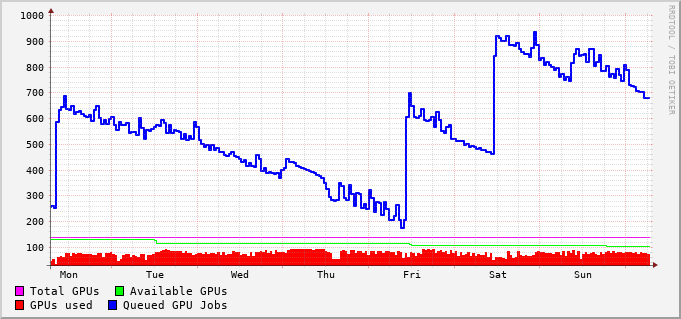 1000
900
800
700
600
500
400
300
200
100
Mon Tue Wed Thu Fri Sat Sun
Total GPUs Available GPUs
GPUs used Queued GPU Jobs
RRDTOOL / TOBI OETIKER